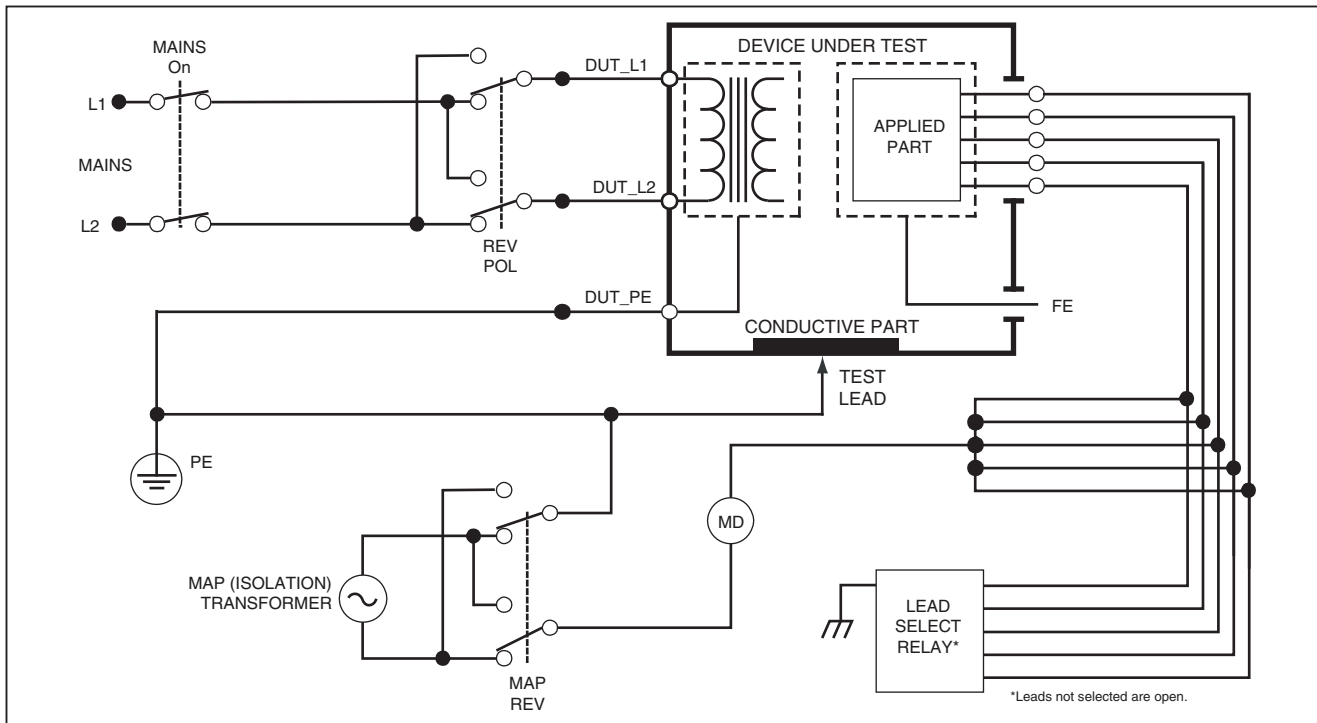 MAINS
On
L1
MAINS
L2
REV
POL
DUT_L1
DUT_L2
DUT_PE
DEVICE UNDER TEST
APPLIED
PART
FE
CONDUCTIVE PART
TEST
LEAD
PE
MAP (ISOLATION)
TRANSFORMER
MAP
REV
MD
LEAD
SELECT
RELAY*
*Leads not selected are open.